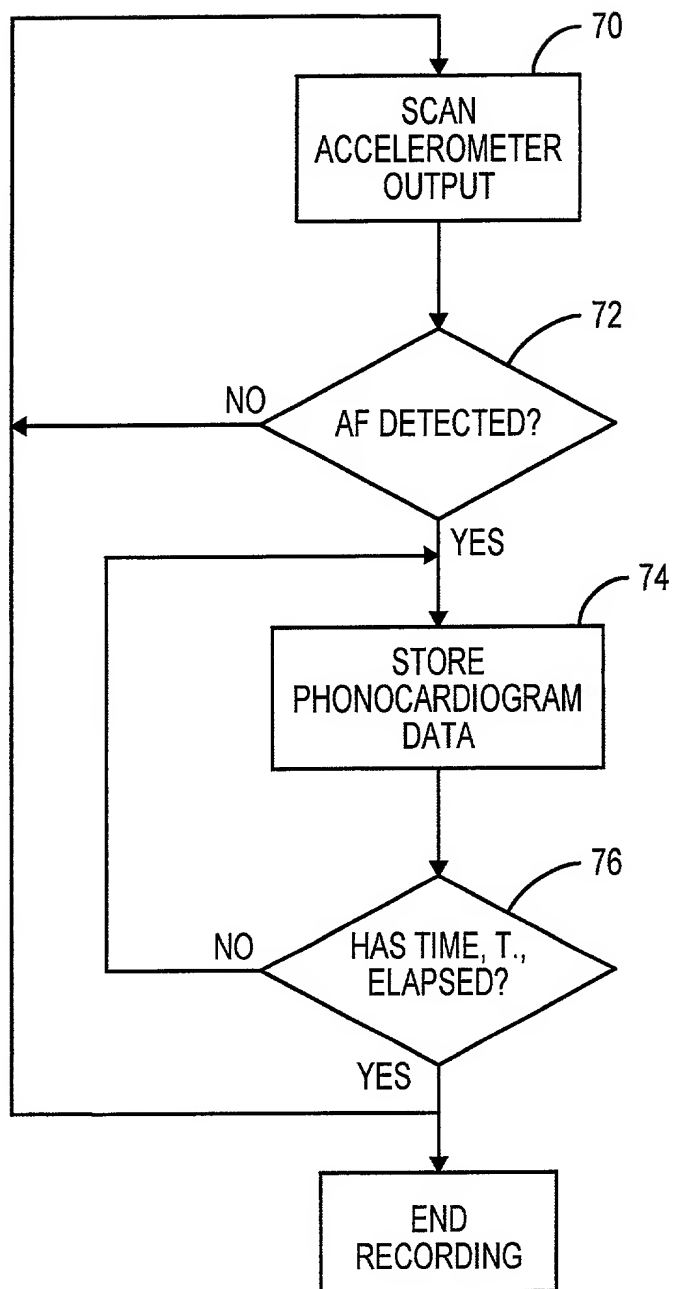 70
SCAN
ACCELEROMETER
OUTPUT
72
NO
AF DETECTED?
YES
74
STORE
PHONOCARDIOGRAM
DATA
76
NO
HAS TIME, T.,
ELAPSED?
YES
END
RECORDING